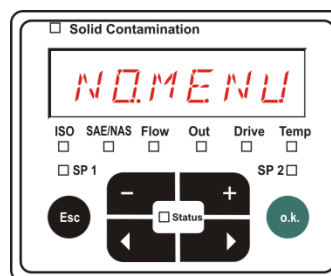 Solid Contamination
NO.MENU
ISO SAE/NAS Flow Out Drive Temp
SP 1 SP 2
- +
Esc Status o.k.